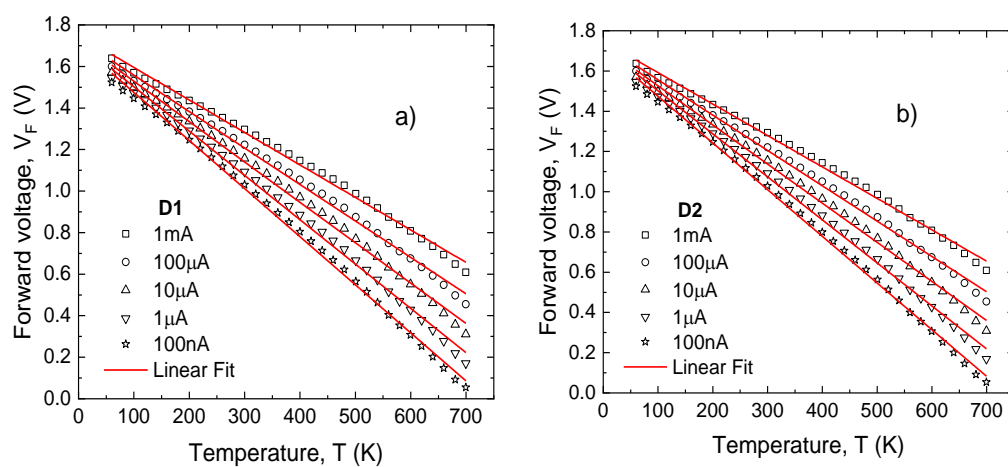 1.8
1.6
1.4
1.2
1.0
0.8
0.6
0.4
0.2
0.0
Forward voltage, V_F (V)
a)
D1
1mA
100μA
10μA
1μA
100nA
Linear Fit
0 100 200 300 400 500 600 700
Temperature, T (K)
1.8
1.6
1.4
1.2
1.0
0.8
0.6
0.4
0.2
0.0
Forward voltage, V_F (V)
b)
D2
1mA
100μA
10μA
1μA
100nA
Linear Fit
0 100 200 300 400 500 600 700
Temperature, T (K)